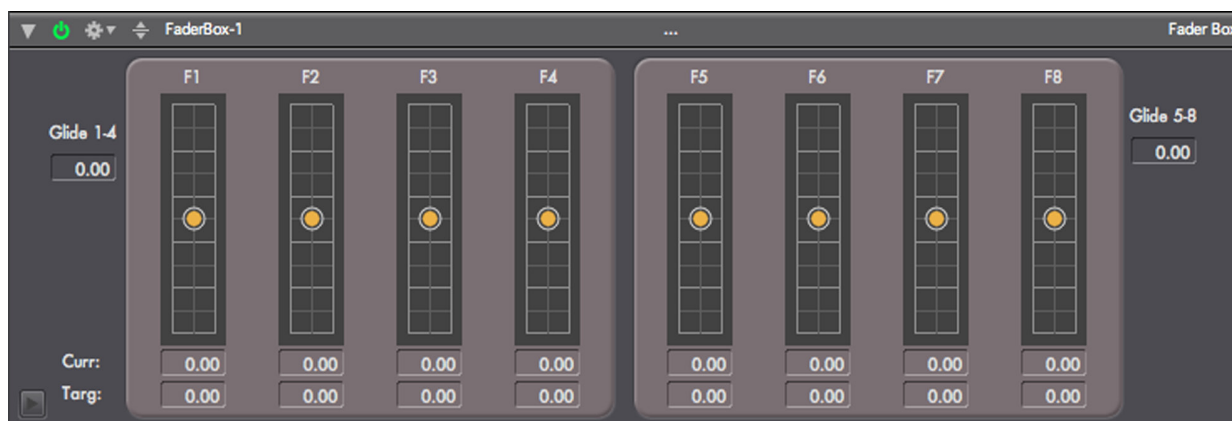 FaderBox-1 ... Fader Box
F1 F2 F3 F4 F5 F6 F7 F8
Glide 1-4 Glide 5-8
0.00 0.00
Curr: 0.00 0.00 0.00 0.00 0.00 0.00 0.00 0.00
Targ: 0.00 0.00 0.00 0.00 0.00 0.00 0.00 0.00